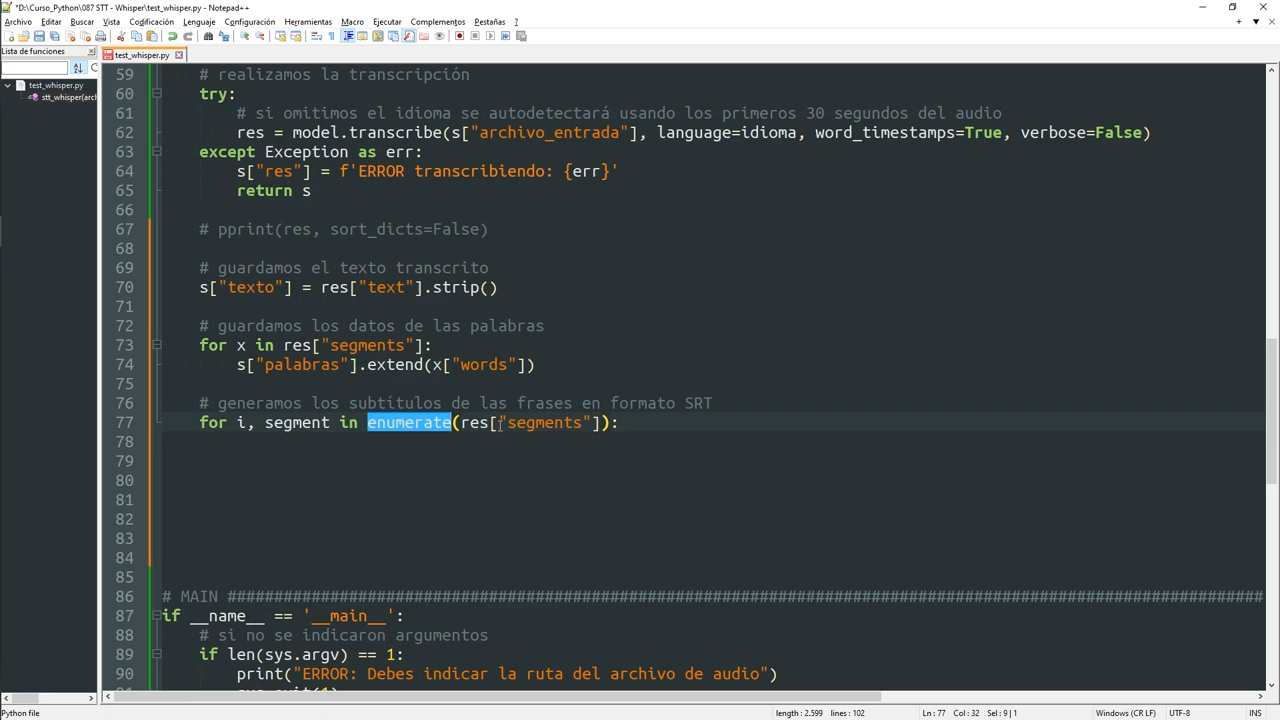 *D:\Curso_Python\087 STT - Whisper\test_whisper.py - Notepad++
Archivo Editar Buscar Vista Codificación Lenguaje Configuración Herramientas Macro Ejecutar Complementos Pestañas ?
Lista de funciones
test_whisper.py
test_whisper.py
stt_whisper(arch
59 # realizamos la transcripción
60 try:
61 # si omitimos el idioma se autodetectará usando los primeros 30 segundos del audio
62 res = model.transcribe(s["archivo_entrada"], language=idioma, word_timestamps=True, verbose=False)
63 except Exception as err:
64 s["res"] = f'ERROR transcribiendo: {err}'
65 return s
66
67 # pprint(res, sort_dicts=False)
68
69 # guardamos el texto transcrito
70 s["texto"] = res["text"].strip()
71
72 # guardamos los datos de las palabras
73 for x in res["segments"]:
74 s["palabras"].extend(x["words"])
75
76 # generamos los subtítulos de las frases en formato SRT
77 for i, segment in enumerate(res["segments"]):
78
79
80
81
82
83
84
85
86 # MAIN ###############################################################################################################
87 if __name__ == '__main__':
88 # si no se indicaron argumentos
89 if len(sys.argv) == 1:
90 print("ERROR: Debes indicar la ruta del archivo de audio")
Python file length : 2.599 lines : 102 Ln : 77 Col : 32 Sel : 9 | 1 Windows (CR LF) UTF-8 INS